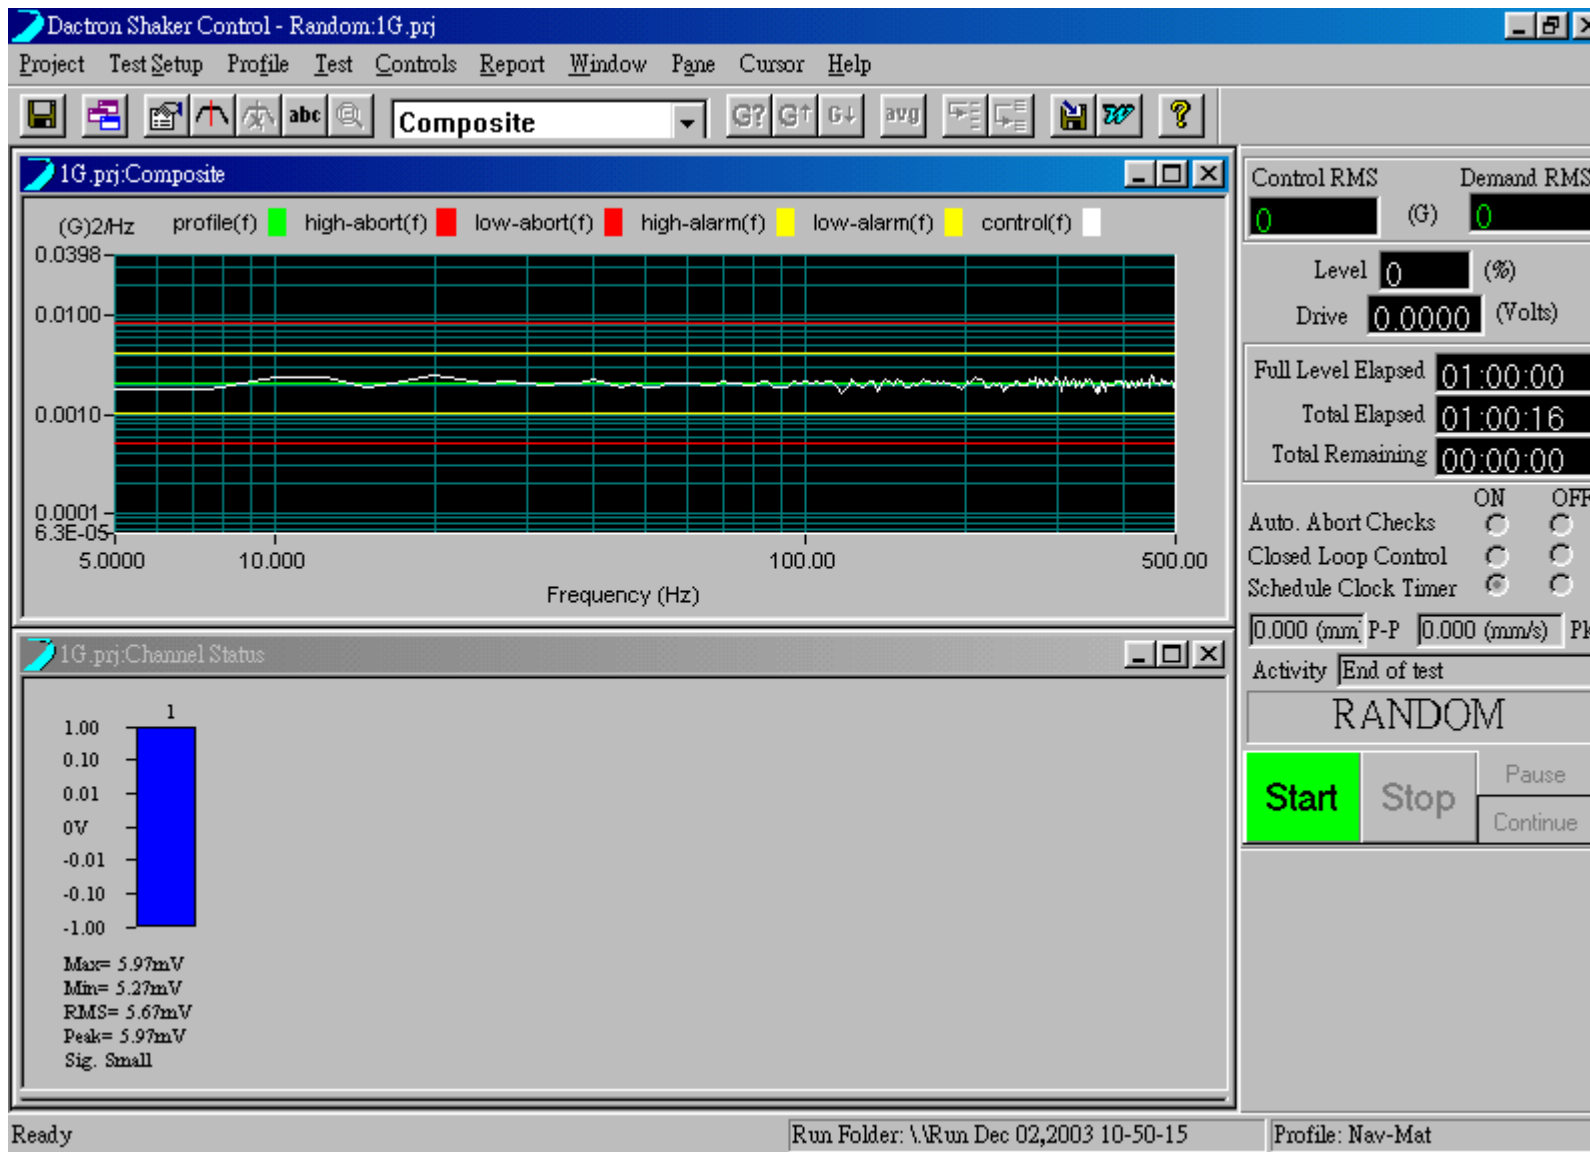 Dactron Shaker Control - Random:1G.prj
Project Test Setup Profile Test Controls Report Window Pane Cursor Help
abc Composite G? G↑ G↓ avg ?
1G.prj:Composite
(G)2/Hz profile(f) high-abort(f) low-abort(f) high-alarm(f) low-alarm(f) control(f)
0.0398
0.0100
0.0010
0.0001
6.3E-05
5.0000 10.000 100.00 500.00
Frequency (Hz)
1G.prj:Channel Status
1
1.00
0.10
0.01
0V
-0.01
-0.10
-1.00
Max= 5.97mV
Min= 5.27mV
RMS= 5.67mV
Peak= 5.97mV
Sig. Small
Control RMS Demand RMS
0 (G) 0
Level 0 (%)
Drive 0.0000 (Volts)
Full Level Elapsed 01:00:00
Total Elapsed 01:00:16
Total Remaining 00:00:00
ON OFF
Auto. Abort Checks
Closed Loop Control
Schedule Clock Timer
0.000 (mm) P-P 0.000 (mm/s) Pk
Activity End of test
RANDOM
Start Stop Pause
Continue
Ready Run Folder: \.\Run Dec 02,2003 10-50-15 Profile: Nav-Mat